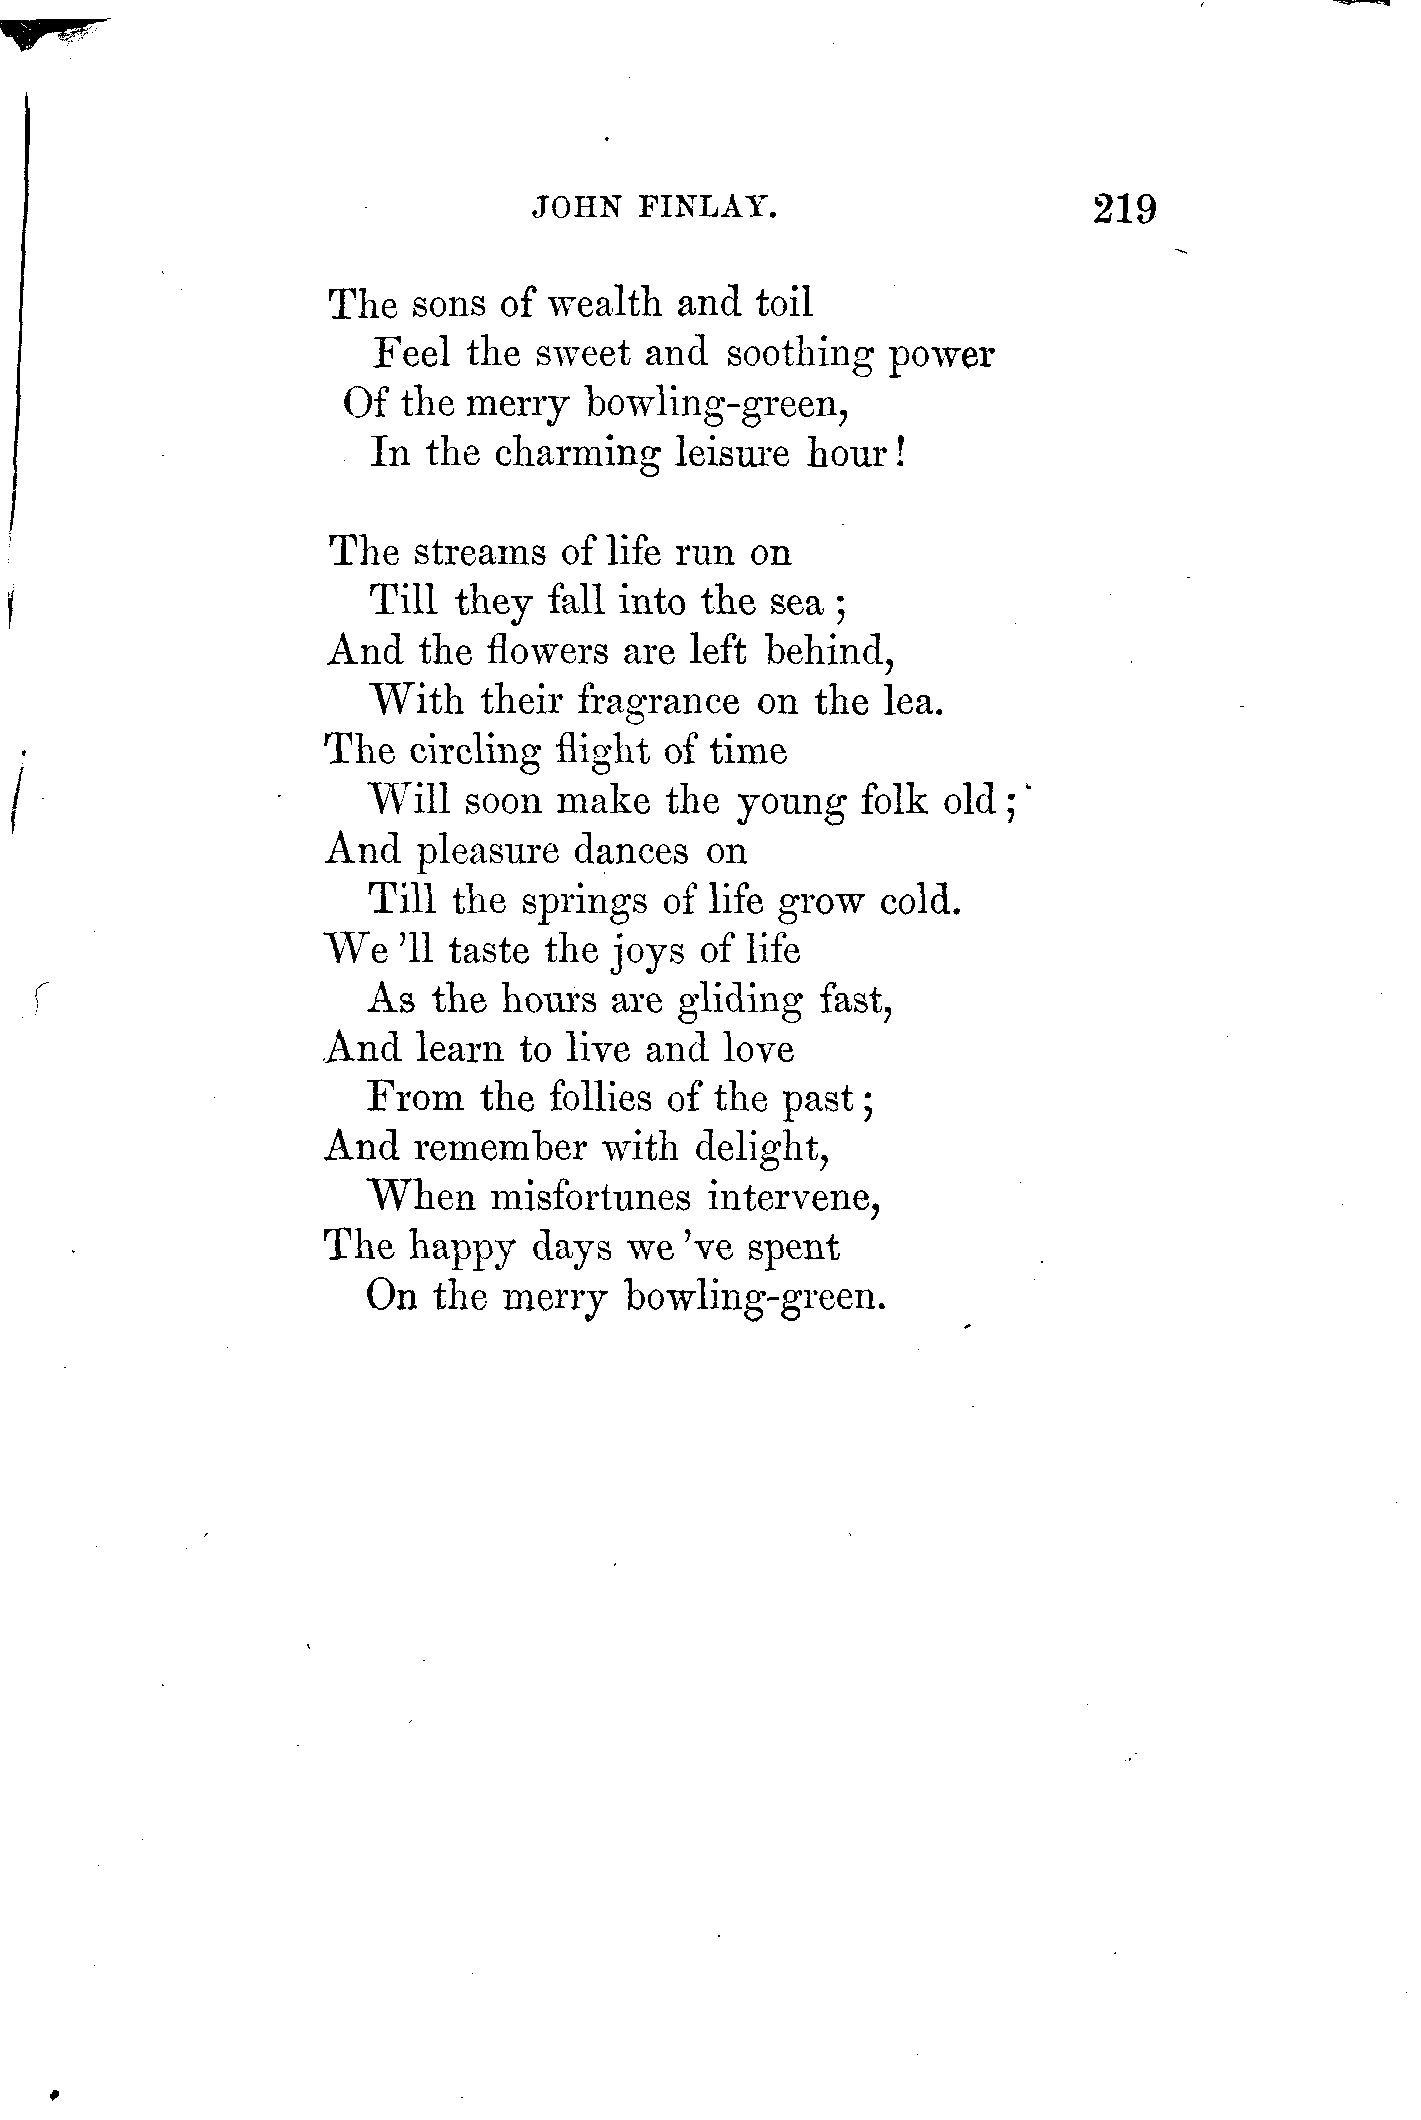 JOHN FINLAY. 219
The sons of wealth and toil
Feel the sweet and soothing power
Of the merry bowling-green,
In the charming leisure hour!
The streams of life run on
Till they fall into the sea;
And the flowers are left behind,
With their fragrance on the lea.
The circling flight of time
Will soon make the young folk old;
And pleasure dances on
Till the springs of life grow cold.
We 'll taste the joys of life
As the hours are gliding fast,
And learn to live and love
From the follies of the past;
And remember with delight,
When misfortunes intervene,
The happy days we 've spent
On the merry bowling-green.